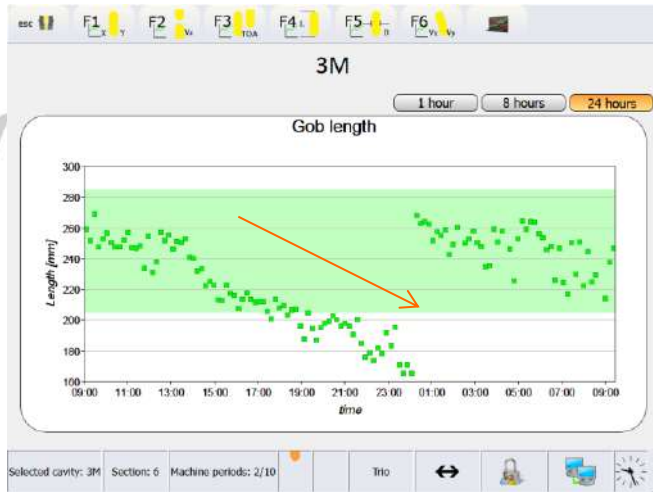 esc F1 X Y F2 Vx F3 TOA F4 L F5 D F6 Vx Vy
3M
1 hour 8 hours 24 hours
Gob length
300
280
260
240
220
200
180
160
Length [mm]
09:00 11:00 13:00 15:00 17:00 19:00 21:00 23:00 01:00 03:00 05:00 07:00 09:00
time
Selected cavity: 3M Section: 6 Machine periods: 2/10 Trio